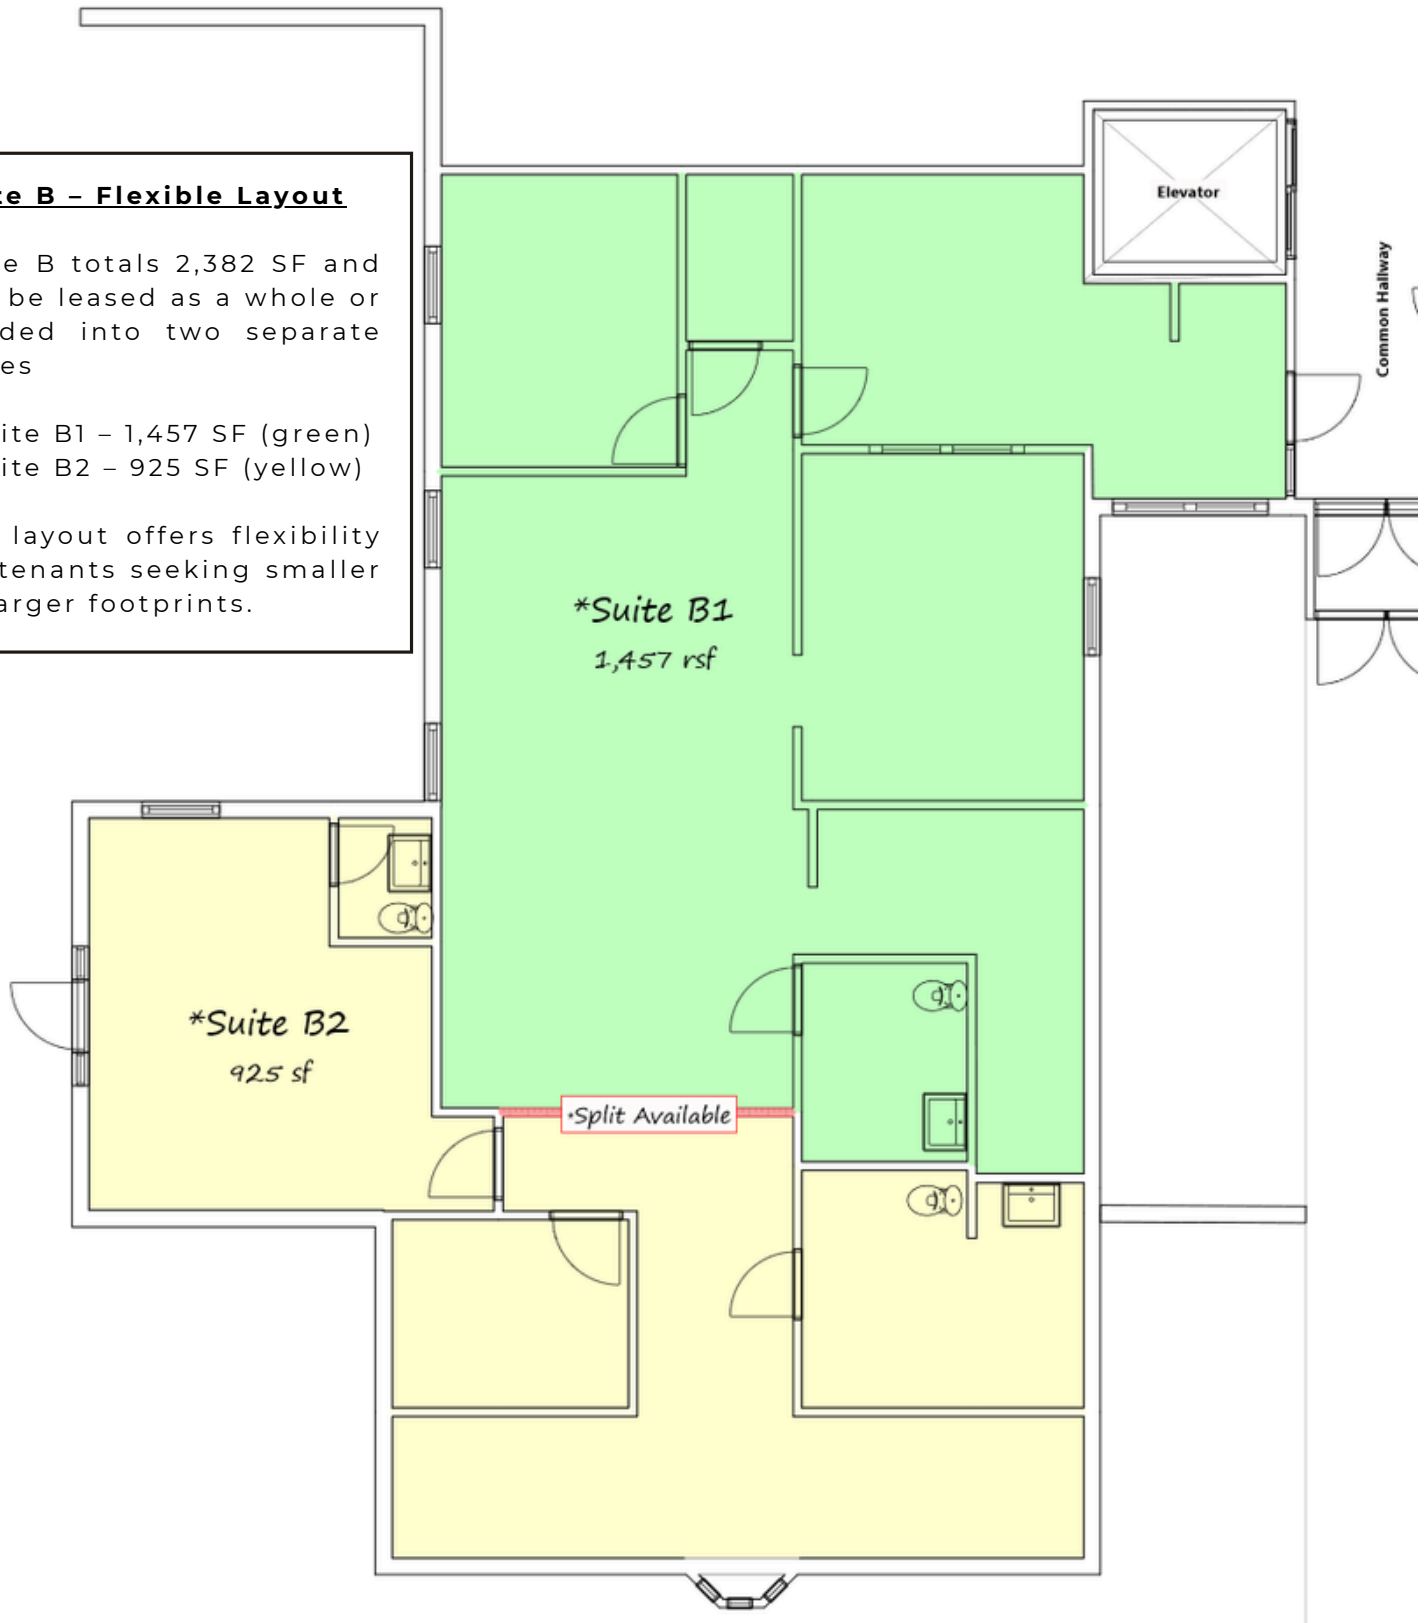 te B – Flexible Layout
e B totals 2,382 SF and
be leased as a whole or
ded into two separate
es
ite B1 – 1,457 SF (green)
ite B2 – 925 SF (yellow)
layout offers flexibility
tenants seeking smaller
arger footprints.
Elevator
Common Hallway
*Suite B1
1,457 rsf
*Suite B2
925 sf
*Split Available